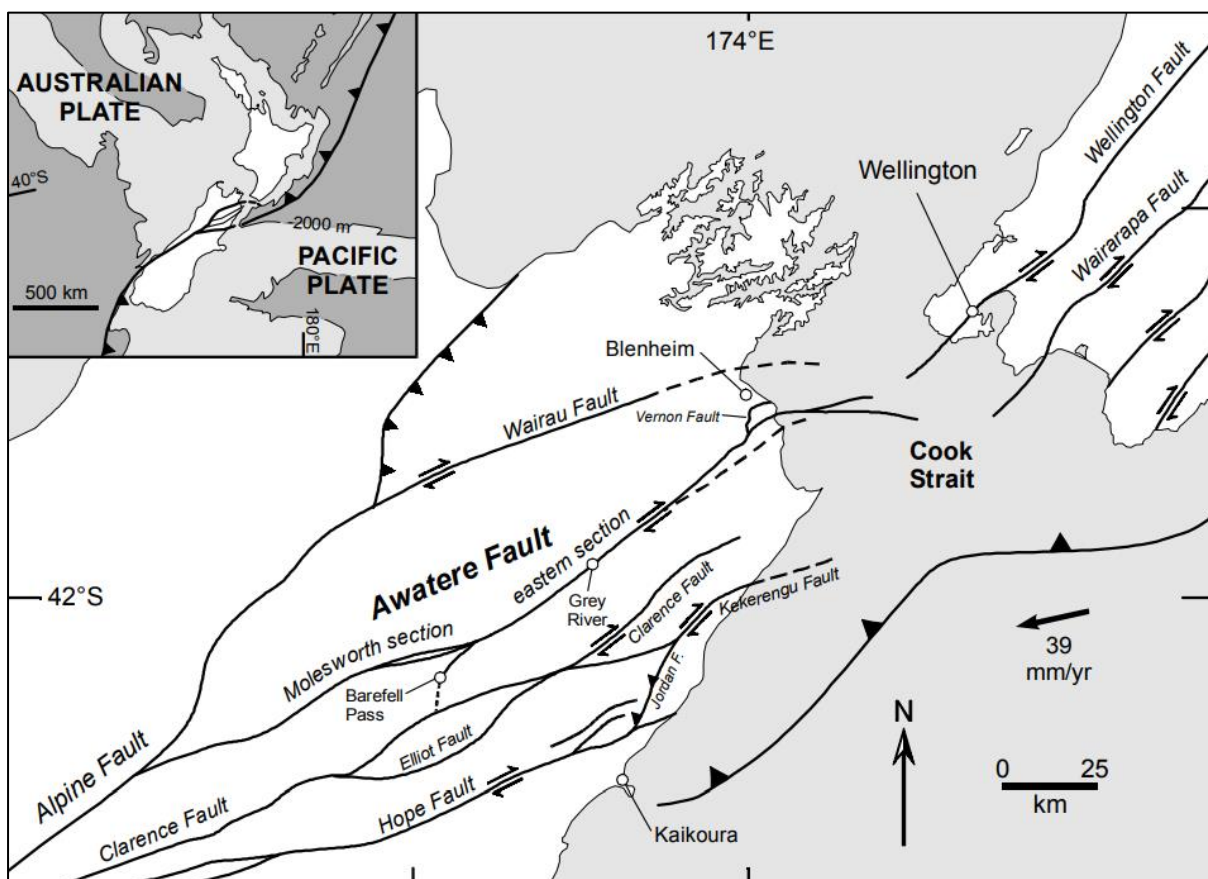 AUSTRALIAN
PLATE
40°S
-2000 m
PACIFIC
PLATE
500 km
180°E
174°E
Wellington Fault
Wellington
Wairarapa Fault
Blenheim
Vernon Fault
Wairau Fault
Cook
Strait
Awatere Fault
eastern section
42°S
Grey
River
Clarence Fault
Kekerengu Fault
Molesworth section
39
mm/yr
Barefell
Pass
Jordan F.
N
Alpine Fault
Elliot Fault
0 25
km
Clarence Fault
Hope Fault
Kaikoura